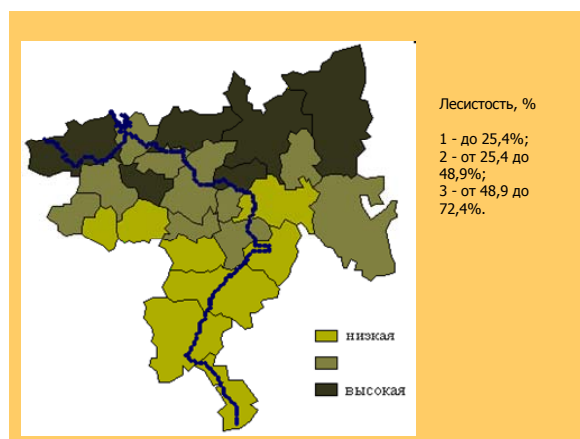 Лесистость, %
1 - до 25,4%;
2 - от 25,4 до
48,9%;
3 - от 48,9 до
72,4%.
низкая
высокая